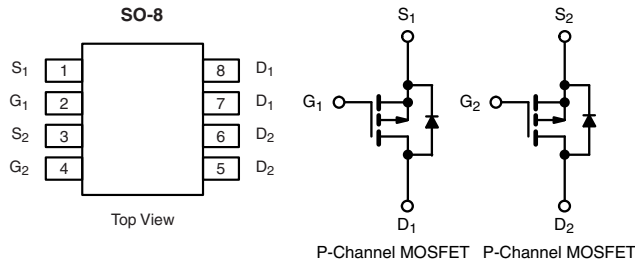 SO-8
S1 1 8 D1
G1 2 7 D1
S2 3 6 D2
G2 4 5 D2
Top View
S1
G1
D1
P-Channel MOSFET
S2
G2
D2
P-Channel MOSFET